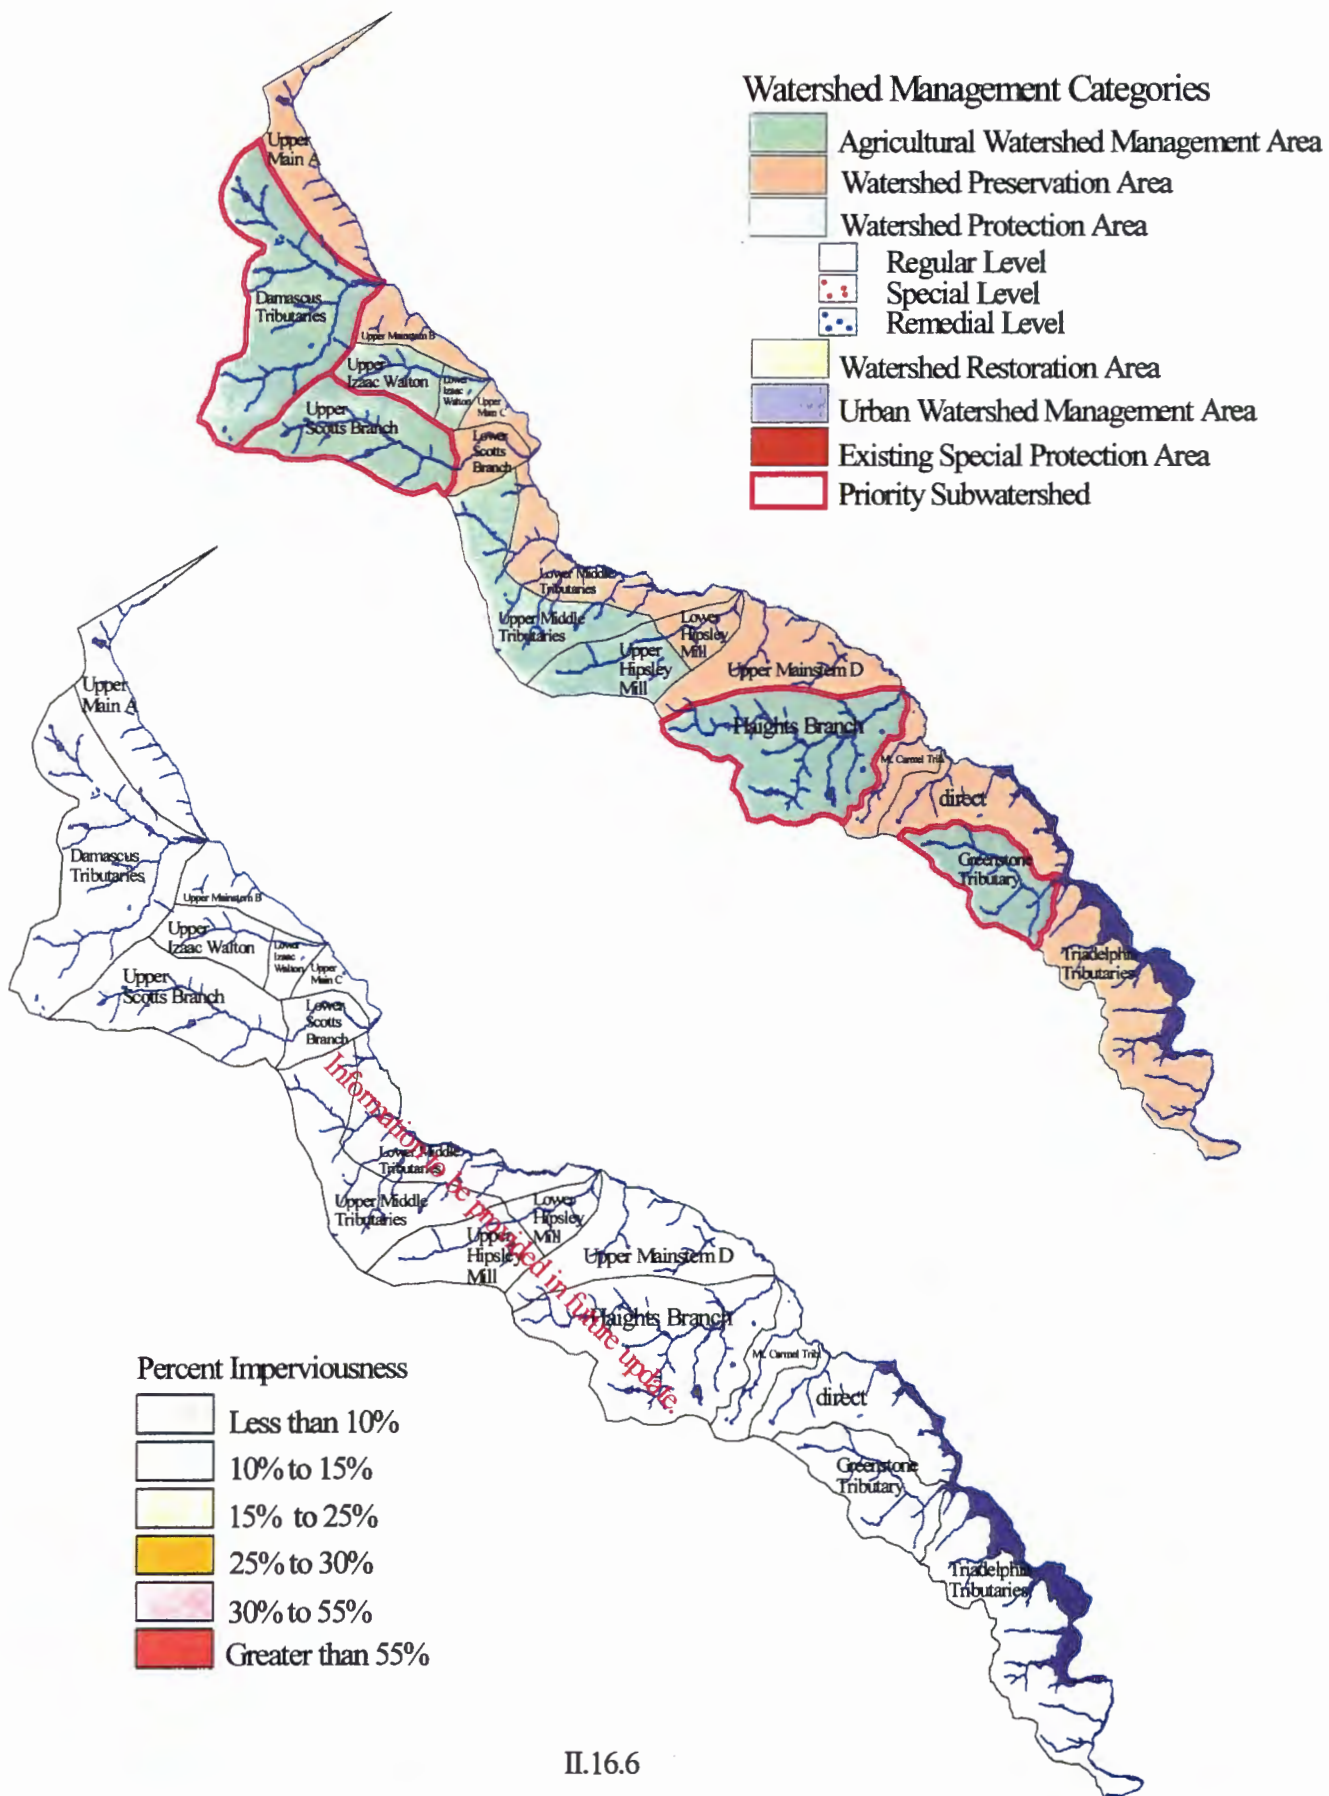 Watershed Management Categories
Agricultural Watershed Management Area
Watershed Preservation Area
Watershed Protection Area
Regular Level
Special Level
Remedial Level
Watershed Restoration Area
Urban Watershed Management Area
Existing Special Protection Area
Priority Subwatershed
Upper
Main A
Damascus
Tributaries
Upper Mainstem B
Upper
Izaac Walton
Lower
Izaac
Walton
Upper
Main C
Upper
Scotts Branch
Lower
Scotts
Branch
Lower Middle
Tributaries
Upper Middle
Tributaries
Lower
Hipsley
Mill
Upper
Hipsley
Mill
Upper Mainstem D
Haights Branch
Mt. Carmel Trib.
direct
Greenstone
Tributary
Triadelphia
Tributaries
Upper
Main A
Damascus
Tributaries
Upper Mainstem B
Upper
Izaac Walton
Lower
Izaac
Walton
Upper
Main C
Upper
Scotts Branch
Lower
Scotts
Branch
Information to be provided in future update.
Lower Middle
Tributaries
Upper Middle
Tributaries
Lower
Hipsley
Mill
Upper
Hipsley
Mill
Upper Mainstem D
Haights Branch
Mt. Carmel Trib.
direct
Greenstone
Tributary
Triadelphia
Tributaries
Percent Imperviousness
Less than 10%
10% to 15%
15% to 25%
25% to 30%
30% to 55%
Greater than 55%
II.16.6